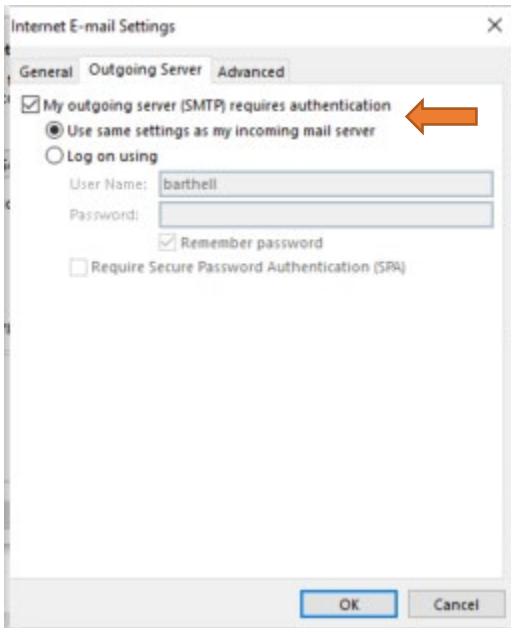 Internet E-mail Settings
General Outgoing Server Advanced
My outgoing server (SMTP) requires authentication
Use same settings as my incoming mail server
Log on using
User Name: barthell
Password:
Remember password
Require Secure Password Authentication (SPA)
OK Cancel